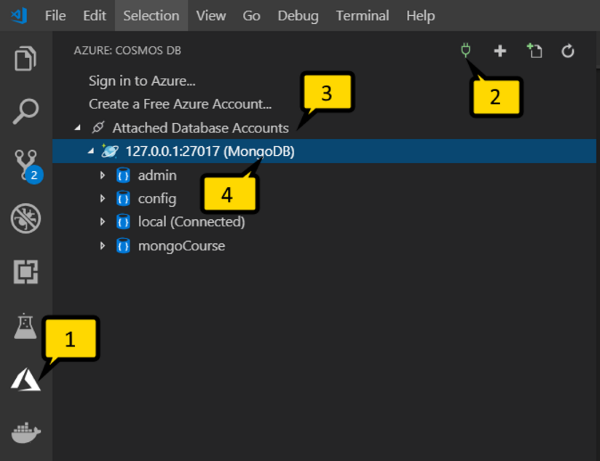 File Edit Selection View Go Debug Terminal Help
AZURE: COSMOS DB
2
Sign in to Azure...
3
Create a Free Azure Account...
Attached Database Accounts
127.0.0.1:27017 (MongoDB)
2
admin
4
config
local (Connected)
mongoCourse
1